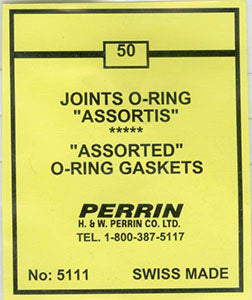 50
JOINTS O-RING
"ASSORTIS"
*****
"ASSORTED"
O-RING GASKETS
PERRIN
H. & W. PERRIN CO. LTD.
TEL. 1-800-387-5117
No: 5111 SWISS MADE